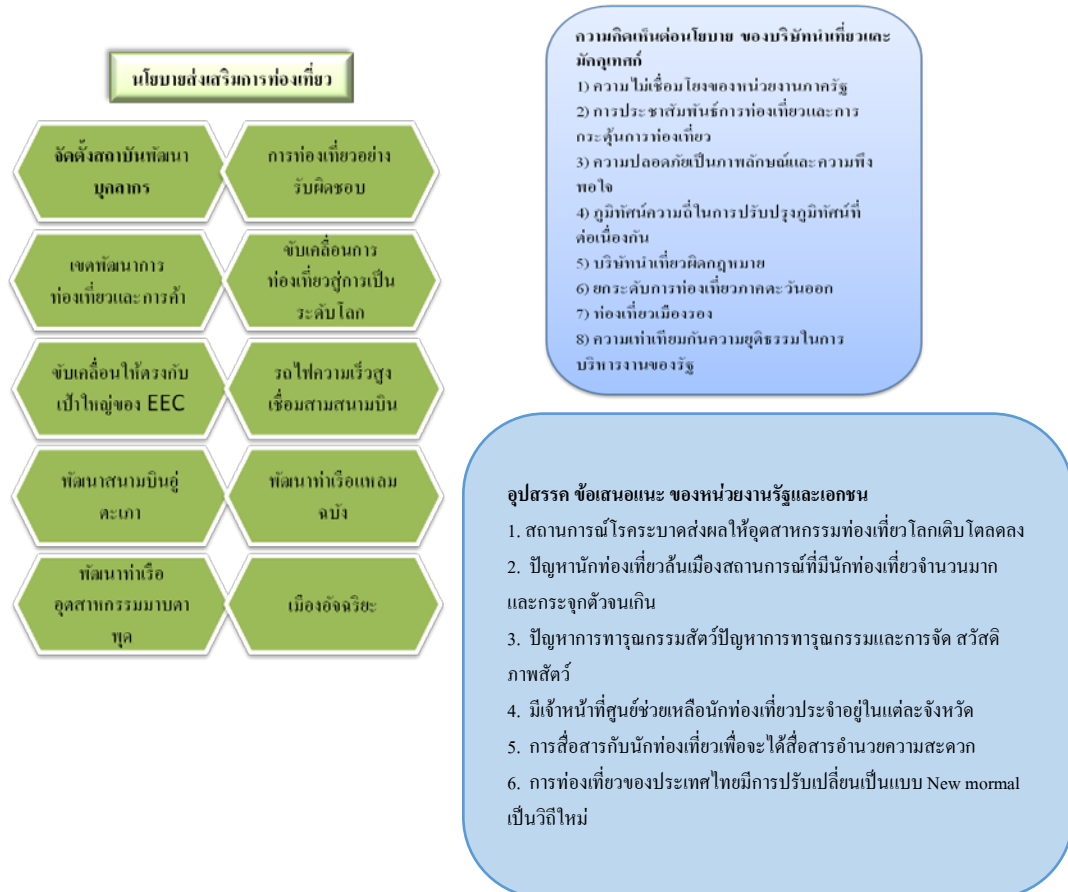 นโยบายส่งเสริมการท่องเที่ยว
จัดตั้งสถาบันพัฒนา
บุคลากร
การท่องเที่ยวอย่าง
รับผิดชอบ
เขตพัฒนาการ
ท่องเที่ยวและการค้า
ขับเคลื่อนการ
ท่องเที่ยวสู่การเป็น
ระดับโลก
ขับเคลื่อนให้ตรงกับ
เป้าใหญ่ของ EEC
รถไฟความเร็วสูง
เชื่อมสามสนามบิน
พัฒนาสนามบินอู่
ตะเภา
พัฒนาท่าเรือแหลม
ฉบัง
พัฒนาท่าเรือ
อุตสาหกรรมมาบตา
พุด
เมืองอัจฉริยะ
ความคิดเห็นต่อนโยบาย ของบริษัทนำเที่ยวและ
มัคคุเทศก์
1) ความไม่เชื่อมโยงของหน่วยงานภาครัฐ
2) การประชาสัมพันธ์การท่องเที่ยวและการ
กระตุ้นการท่องเที่ยว
3) ความปลอดภัยเป็นภาพลักษณ์และความพึง
พอใจ
4) ภูมิทัศน์ความถี่ในการปรับปรุงภูมิทัศน์ที่
ต่อเนื่องกัน
5) บริษัทนำเที่ยวผิดกฎหมาย
6) ยกระดับการท่องเที่ยวภาคตะวันออก
7) ท่องเที่ยวเมืองรอง
8) ความเท่าเทียมกันความยุติธรรมในการ
บริหารงานของรัฐ
อุปสรรค ข้อเสนอแนะ ของหน่วยงานรัฐและเอกชน
1. สถานการณ์โรคระบาดส่งผลให้อุตสาหกรรมท่องเที่ยวโลกเติบโตลดลง
2. ปัญหานักท่องเที่ยวล้นเมืองสถานการณ์ที่มีนักท่องเที่ยวจำนวนมาก
และกระจุกตัวจนเกิน
3. ปัญหาการทารุณกรรมสัตว์ปัญหาการทารุณกรรมและการจัด สวัสดิ
ภาพสัตว์
4. มีเจ้าหน้าที่ศูนย์ช่วยเหลือนักท่องเที่ยวประจำอยู่ในแต่ละจังหวัด
5. การสื่อสารกับนักท่องเที่ยวเพื่อจะได้สื่อสารอำนวยความสะดวก
6. การท่องเที่ยวของประเทศไทยมีการปรับเปลี่ยนเป็นแบบ New mormal
เป็นวิถีใหม่